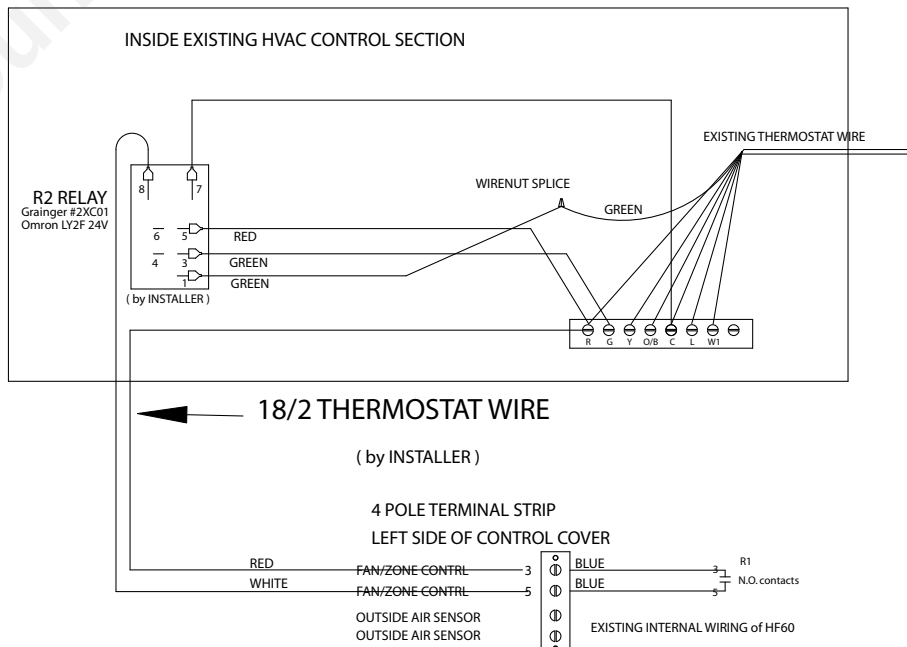 INSIDE EXISTING HVAC CONTROL SECTION
EXISTING THERMOSTAT WIRE
WIRENUT SPLICE
GREEN
R2 RELAY
Grainger #2XC01
Omron LY2F 24V
8 7
6 5 RED
4 3 GREEN
1 GREEN
( by INSTALLER )
R G Y O/B C L W1
18/2 THERMOSTAT WIRE
( by INSTALLER )
4 POLE TERMINAL STRIP
LEFT SIDE OF CONTROL COVER
RED FAN/ZONE CONTRL 3 BLUE 3 R1
WHITE FAN/ZONE CONTRL 5 BLUE 5 N.O. contacts
OUTSIDE AIR SENSOR
OUTSIDE AIR SENSOR
EXISTING INTERNAL WIRING of HF60